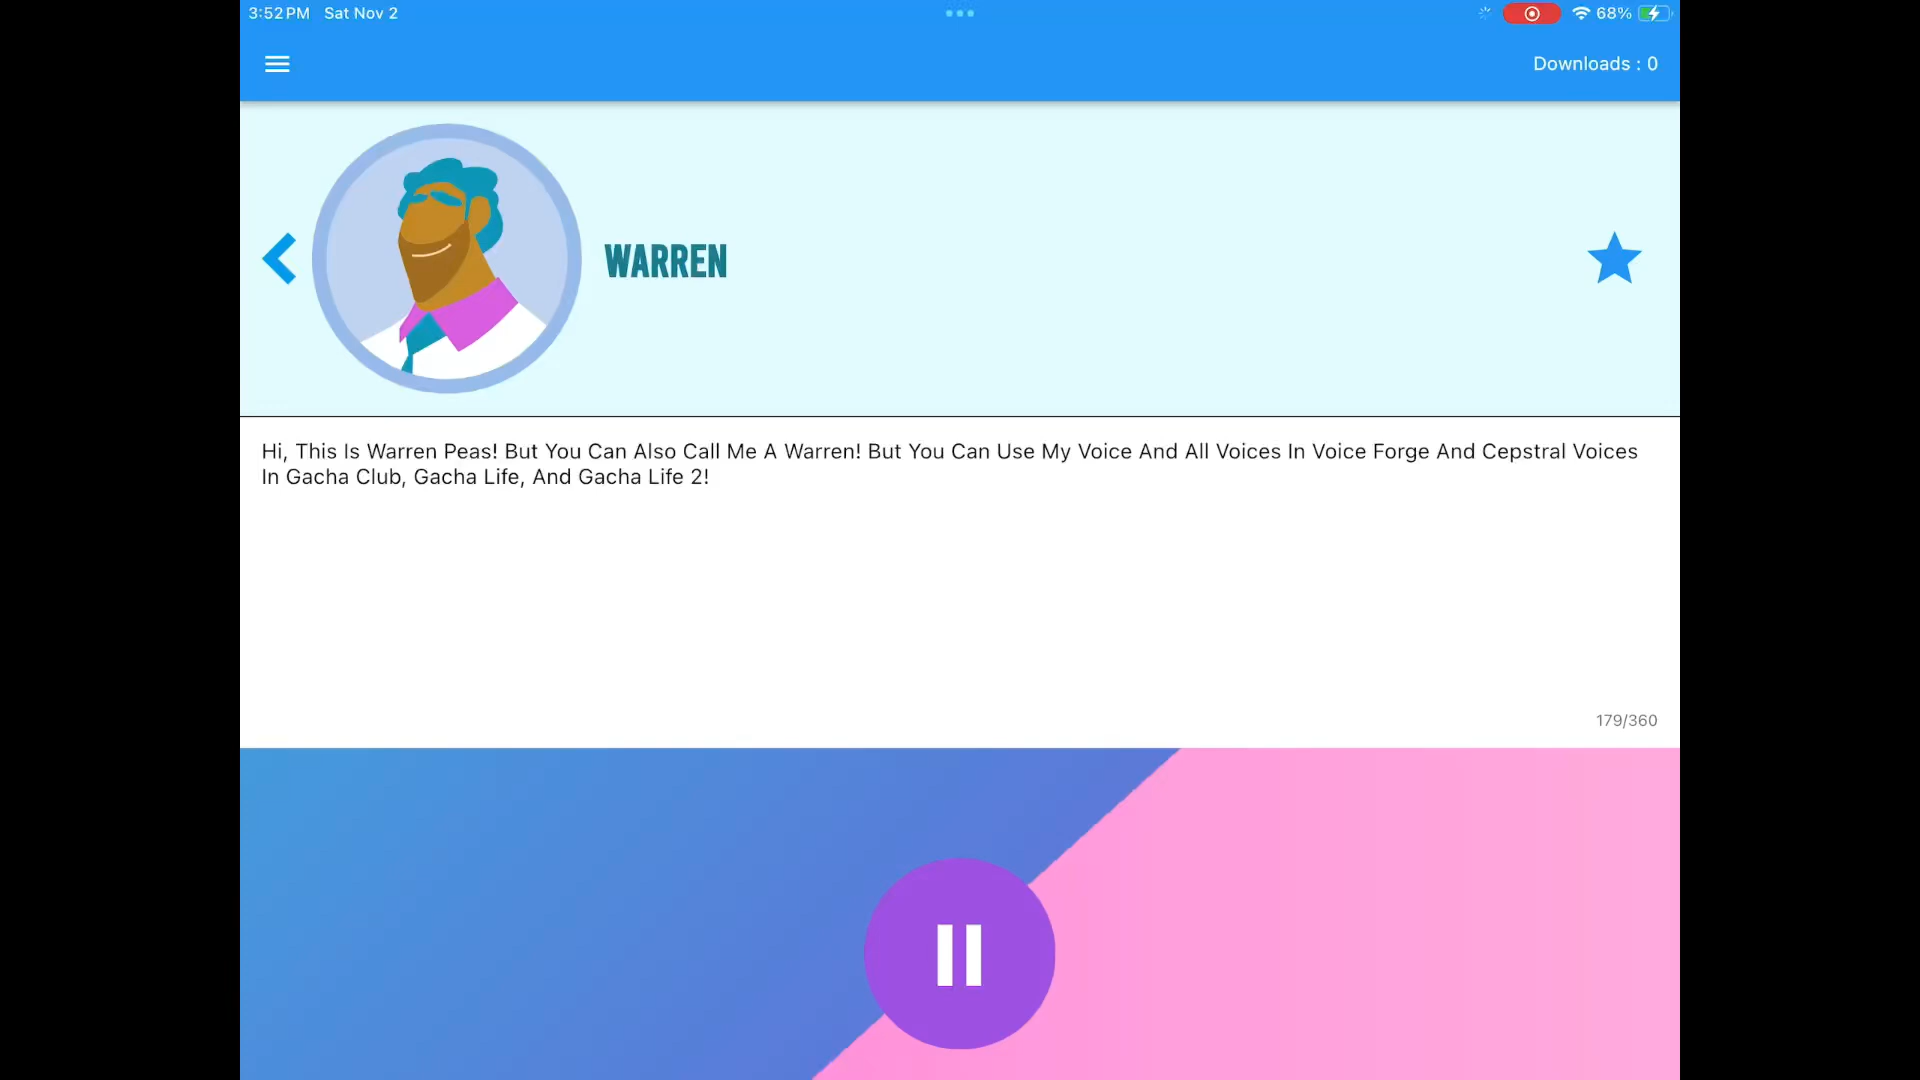 3:52 PM Sat Nov 2 68%
Downloads : 0
WARREN
Hi, This Is Warren Peas! But You Can Also Call Me A Warren! But You Can Use My Voice And All Voices In Voice Forge And Cepstral Voices
In Gacha Club, Gacha Life, And Gacha Life 2!
179/360